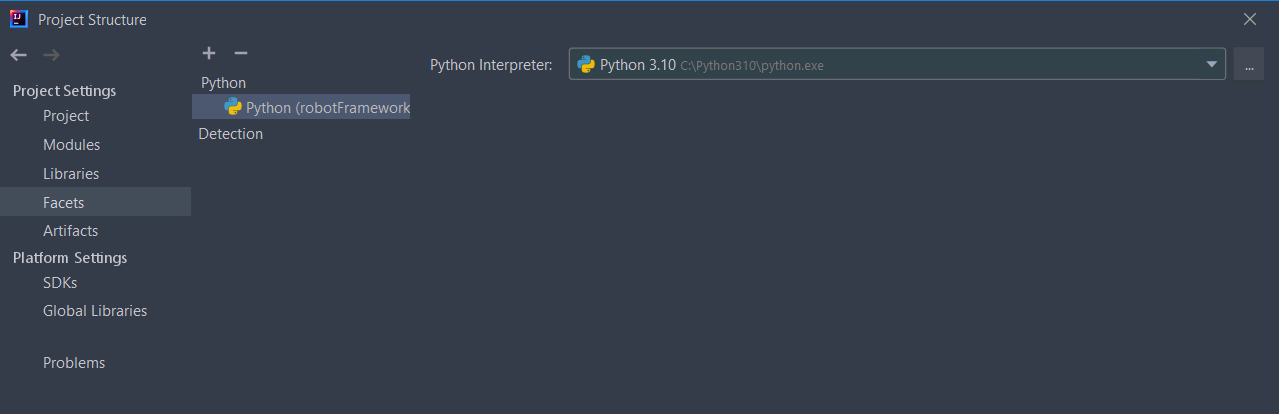 IJ
Project Structure
Project Settings
Project
Modules
Libraries
Facets
Artifacts
Platform Settings
SDKs
Global Libraries
Problems
Python
Python (robotFramework
Detection
Python Interpreter:
Python 3.10 C:\Python310\python.exe
...